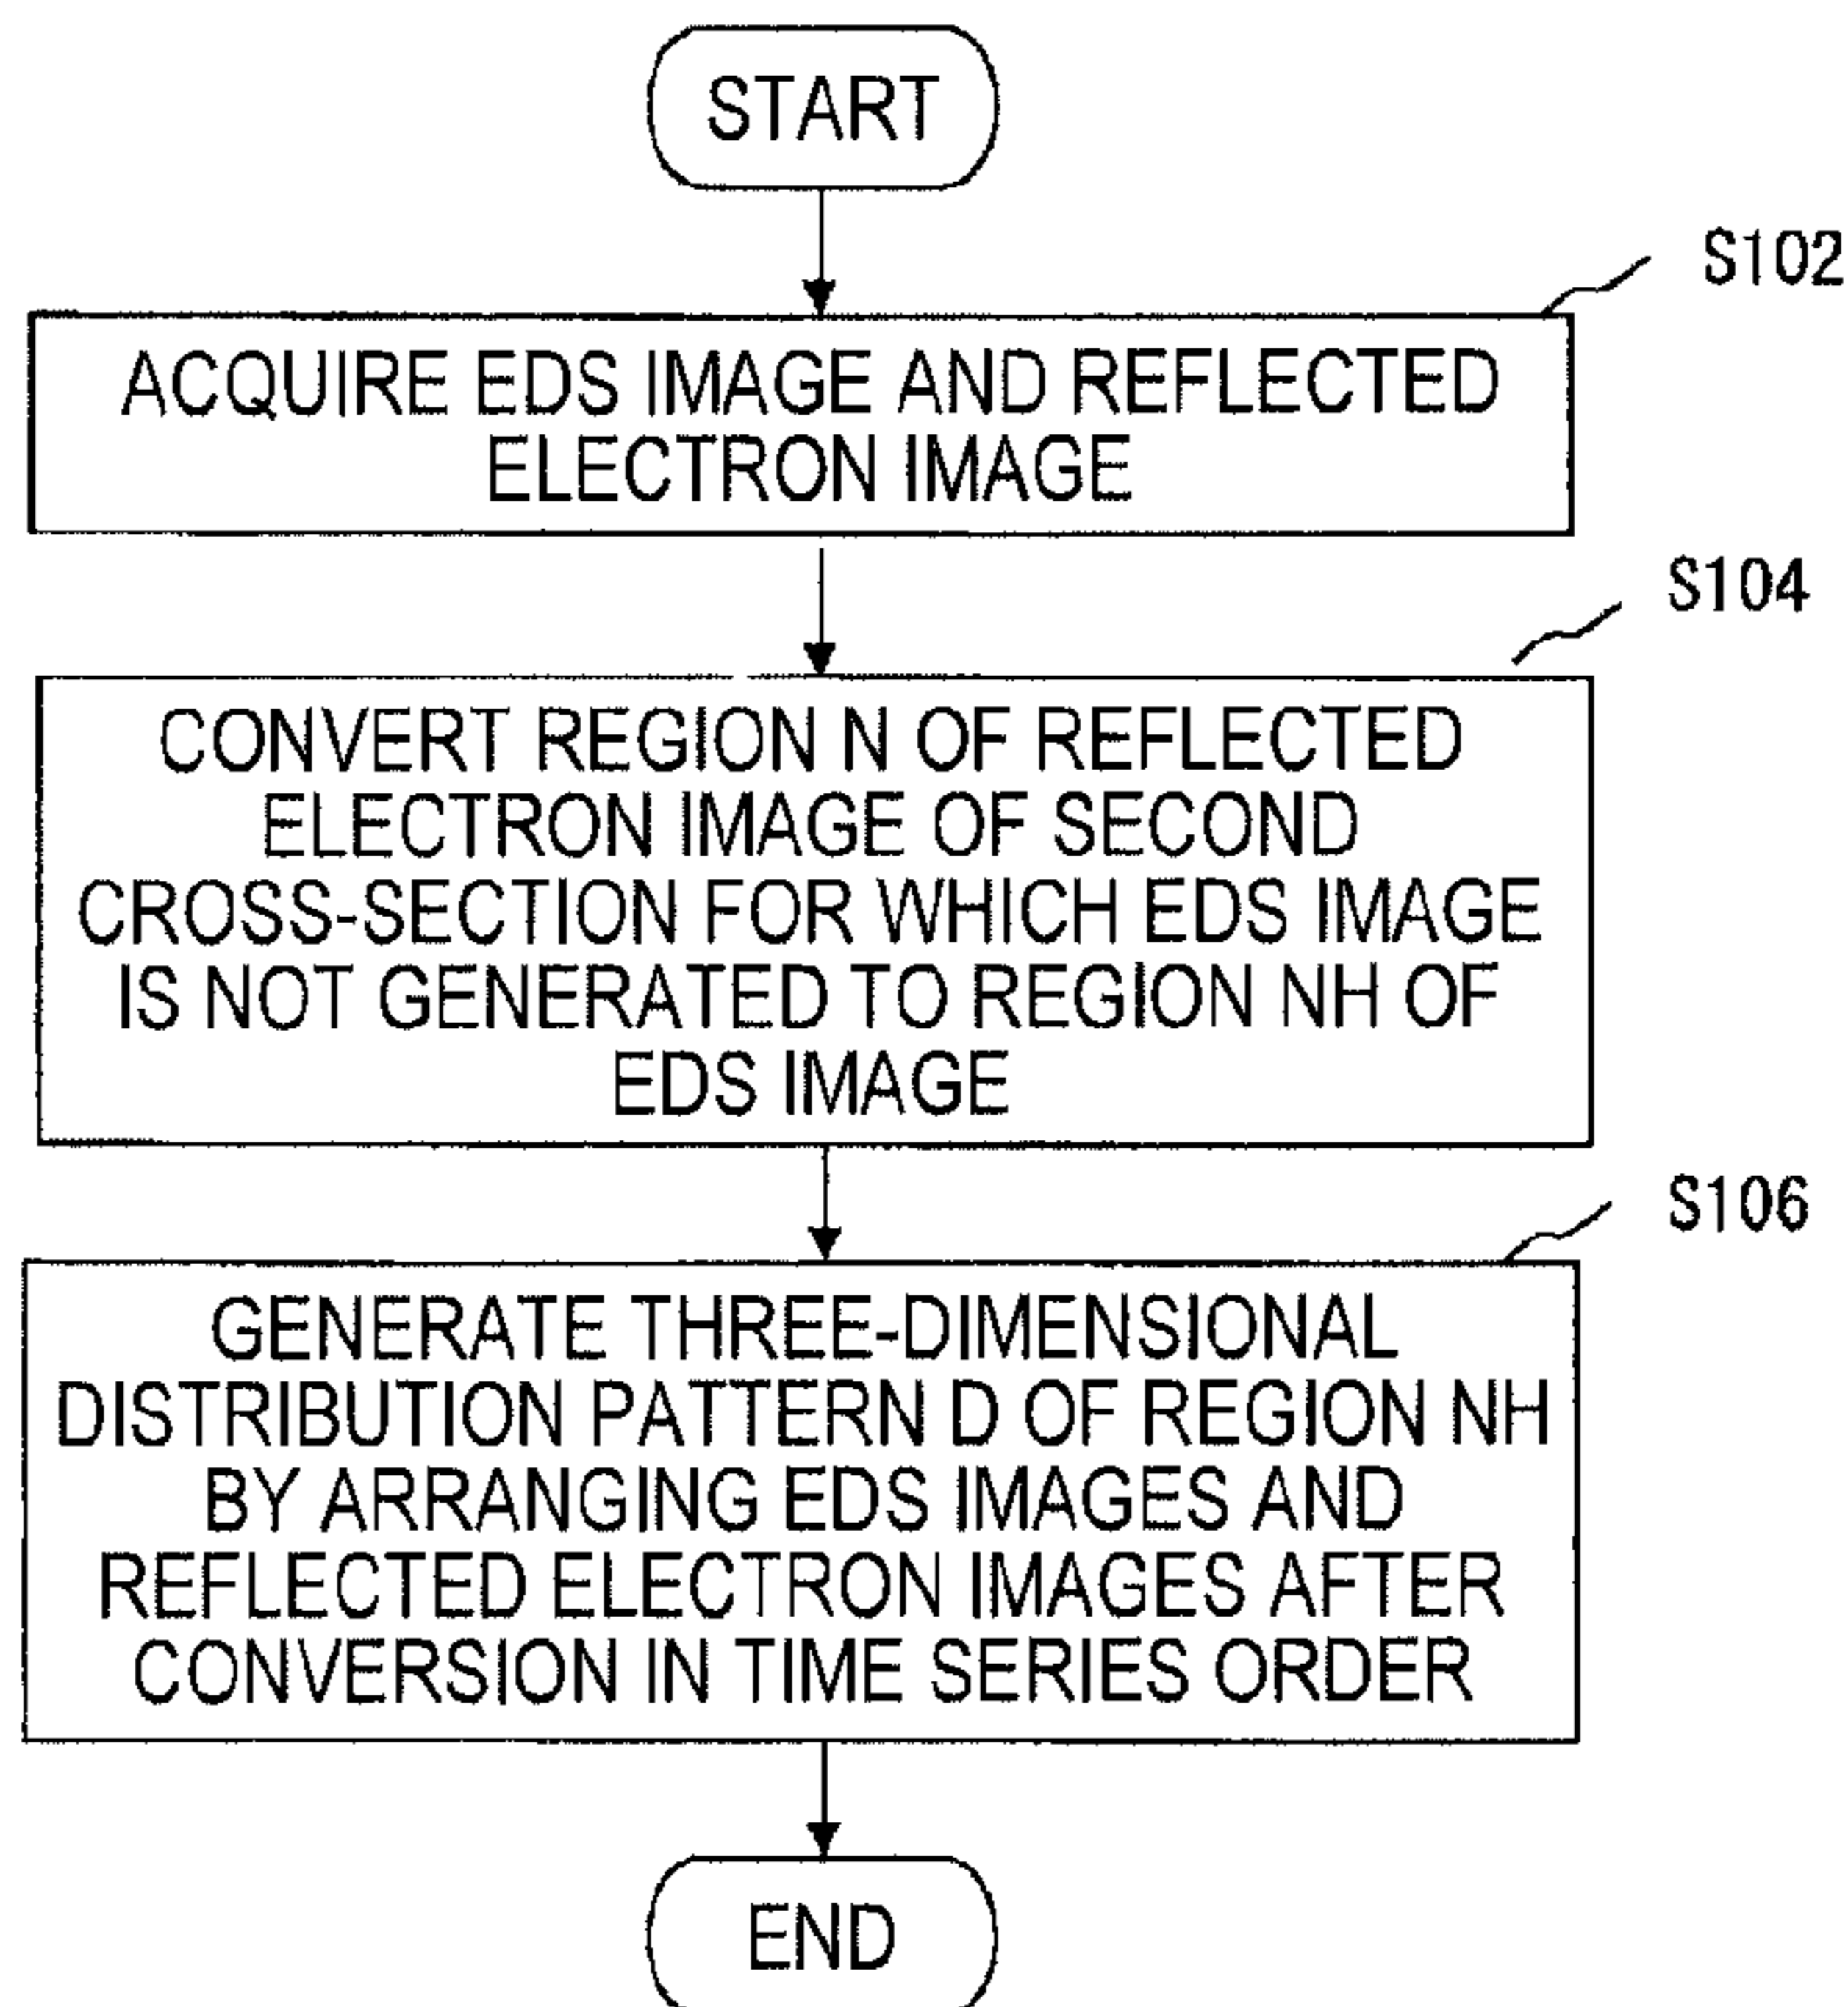 START
S102
ACQUIRE EDS IMAGE AND REFLECTED
ELECTRON IMAGE
S104
CONVERT REGION N OF REFLECTED
ELECTRON IMAGE OF SECOND
CROSS-SECTION FOR WHICH EDS IMAGE
IS NOT GENERATED TO REGION NH OF
EDS IMAGE
S106
GENERATE THREE-DIMENSIONAL
DISTRIBUTION PATTERN D OF REGION NH
BY ARRANGING EDS IMAGES AND
REFLECTED ELECTRON IMAGES AFTER
CONVERSION IN TIME SERIES ORDER
END